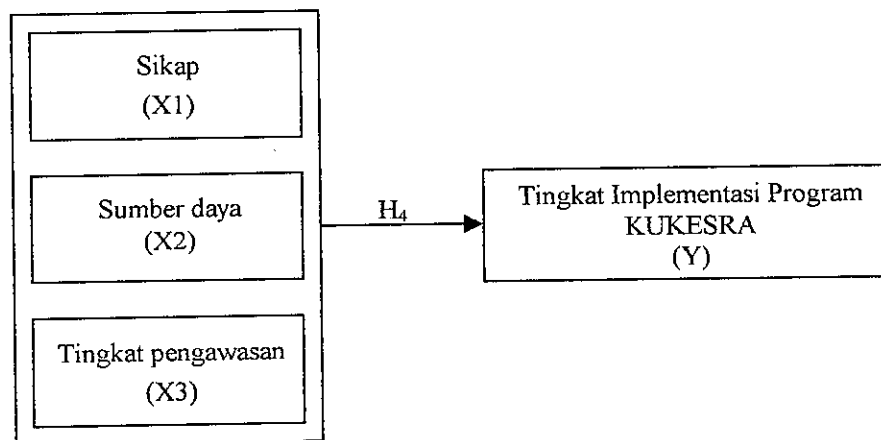 Sikap
(X1)
Sumber daya
(X2)
Tingkat pengawasan
(X3)
H₄
Tingkat Implementasi Program
KUKESRA
(Y)